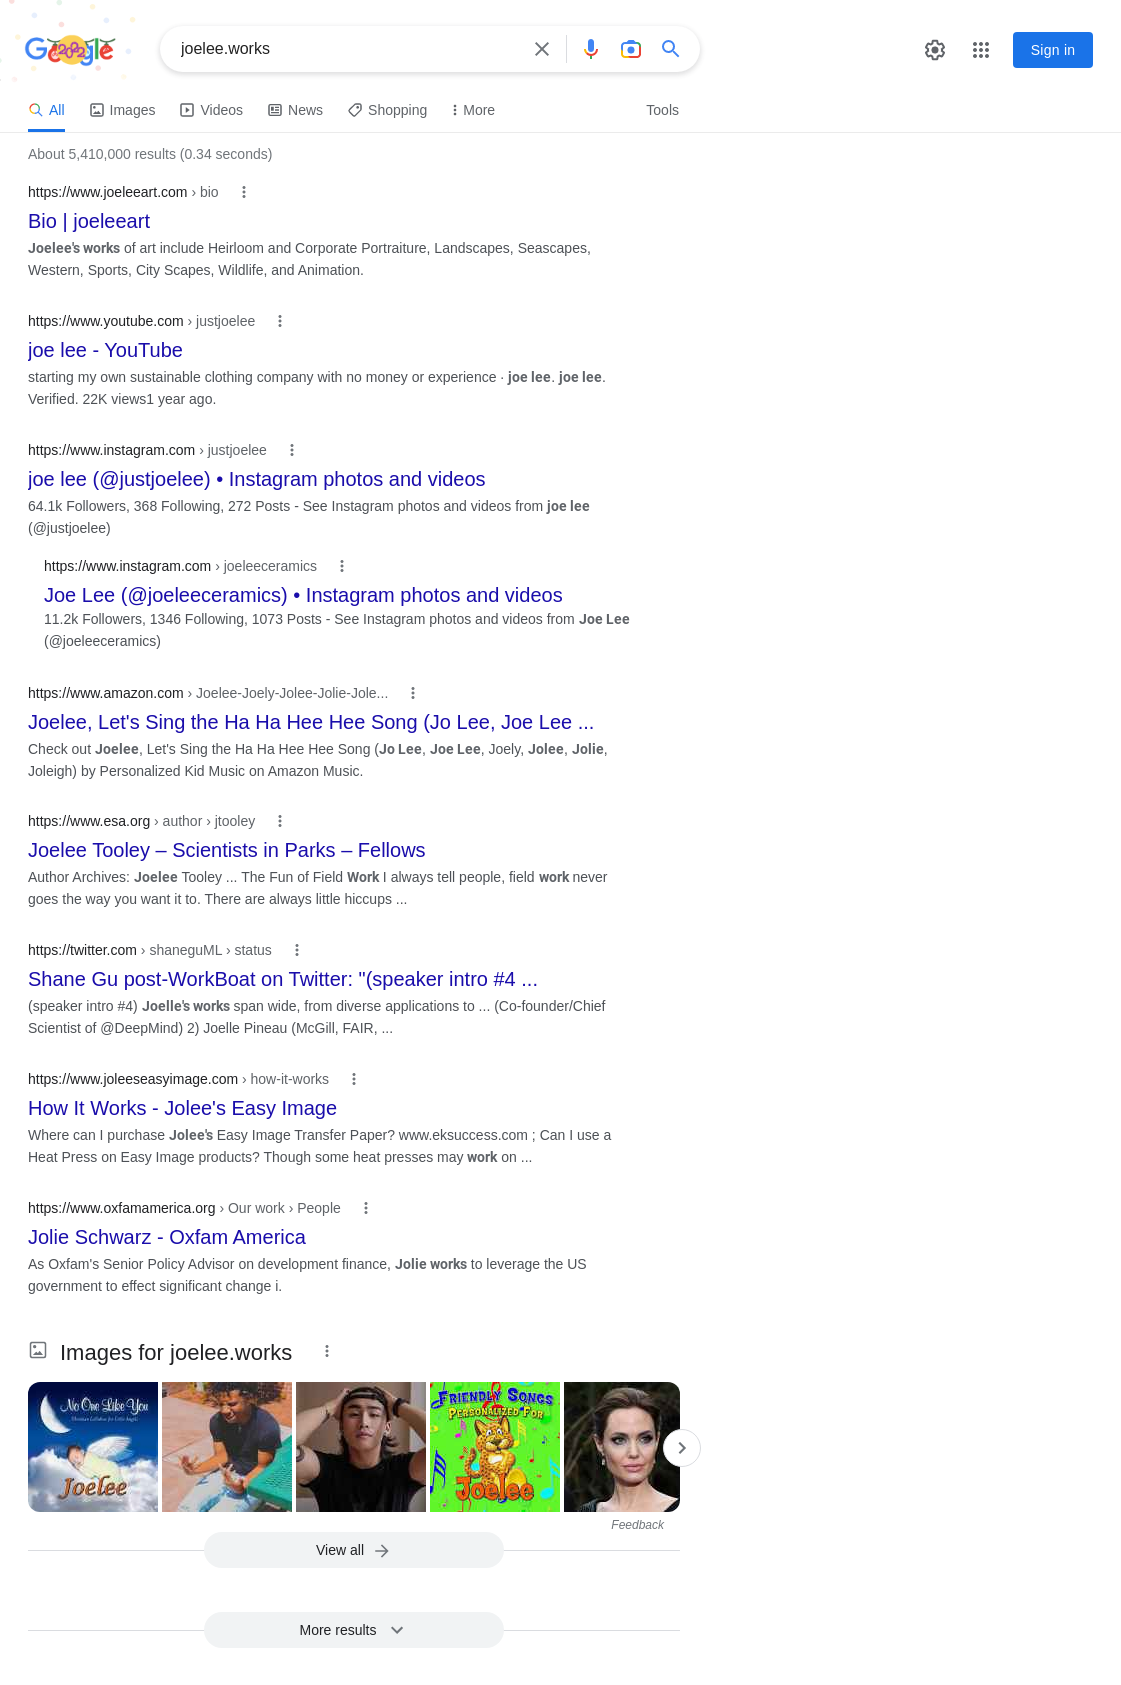 Google
joelee.works
Sign in
All
Images
Videos
News
Shopping
More
Tools
About 5,410,000 results (0.34 seconds)
https://www.joeleeart.com › bio
Bio | joeleeart
Joelee's works of art include Heirloom and Corporate Portraiture, Landscapes, Seascapes,
Western, Sports, City Scapes, Wildlife, and Animation.
https://www.youtube.com › justjoelee
joe lee - YouTube
starting my own sustainable clothing company with no money or experience · joe lee. joe lee.
Verified. 22K views1 year ago.
https://www.instagram.com › justjoelee
joe lee (@justjoelee) • Instagram photos and videos
64.1k Followers, 368 Following, 272 Posts - See Instagram photos and videos from joe lee
(@justjoelee)
https://www.instagram.com › joeleeceramics
Joe Lee (@joeleeceramics) • Instagram photos and videos
11.2k Followers, 1346 Following, 1073 Posts - See Instagram photos and videos from Joe Lee
(@joeleeceramics)
https://www.amazon.com › Joelee-Joely-Jolee-Jolie-Jole...
Joelee, Let's Sing the Ha Ha Hee Hee Song (Jo Lee, Joe Lee ...
Check out Joelee, Let's Sing the Ha Ha Hee Hee Song (Jo Lee, Joe Lee, Joely, Jolee, Jolie,
Joleigh) by Personalized Kid Music on Amazon Music.
https://www.esa.org › author › jtooley
Joelee Tooley – Scientists in Parks – Fellows
Author Archives: Joelee Tooley ... The Fun of Field Work I always tell people, field work never
goes the way you want it to. There are always little hiccups ...
https://twitter.com › shaneguML › status
Shane Gu post-WorkBoat on Twitter: "(speaker intro #4 ...
(speaker intro #4) Joelle's works span wide, from diverse applications to ... (Co-founder/Chief
Scientist of @DeepMind) 2) Joelle Pineau (McGill, FAIR, ...
https://www.joleeseasyimage.com › how-it-works
How It Works - Jolee's Easy Image
Where can I purchase Jolee's Easy Image Transfer Paper? www.eksuccess.com ; Can I use a
Heat Press on Easy Image products? Though some heat presses may work on ...
https://www.oxfamamerica.org › Our work › People
Jolie Schwarz - Oxfam America
As Oxfam's Senior Policy Advisor on development finance, Jolie works to leverage the US
government to effect significant change i.
Images for joelee.works
No One Like You
Joelee
FRIENDLY SONGS
PERSONALIZED FOR
Joelee
Feedback
View all
More results